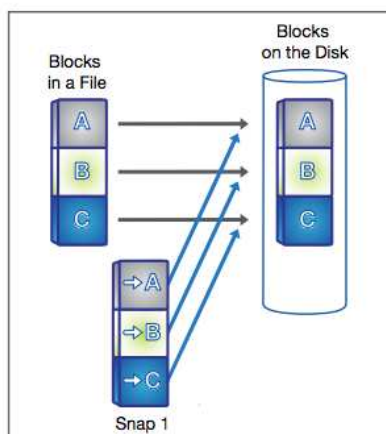 Blocks
in a File
A
B
C
Blocks
on the Disk
A
B
C
→A
→B
→C
Snap 1